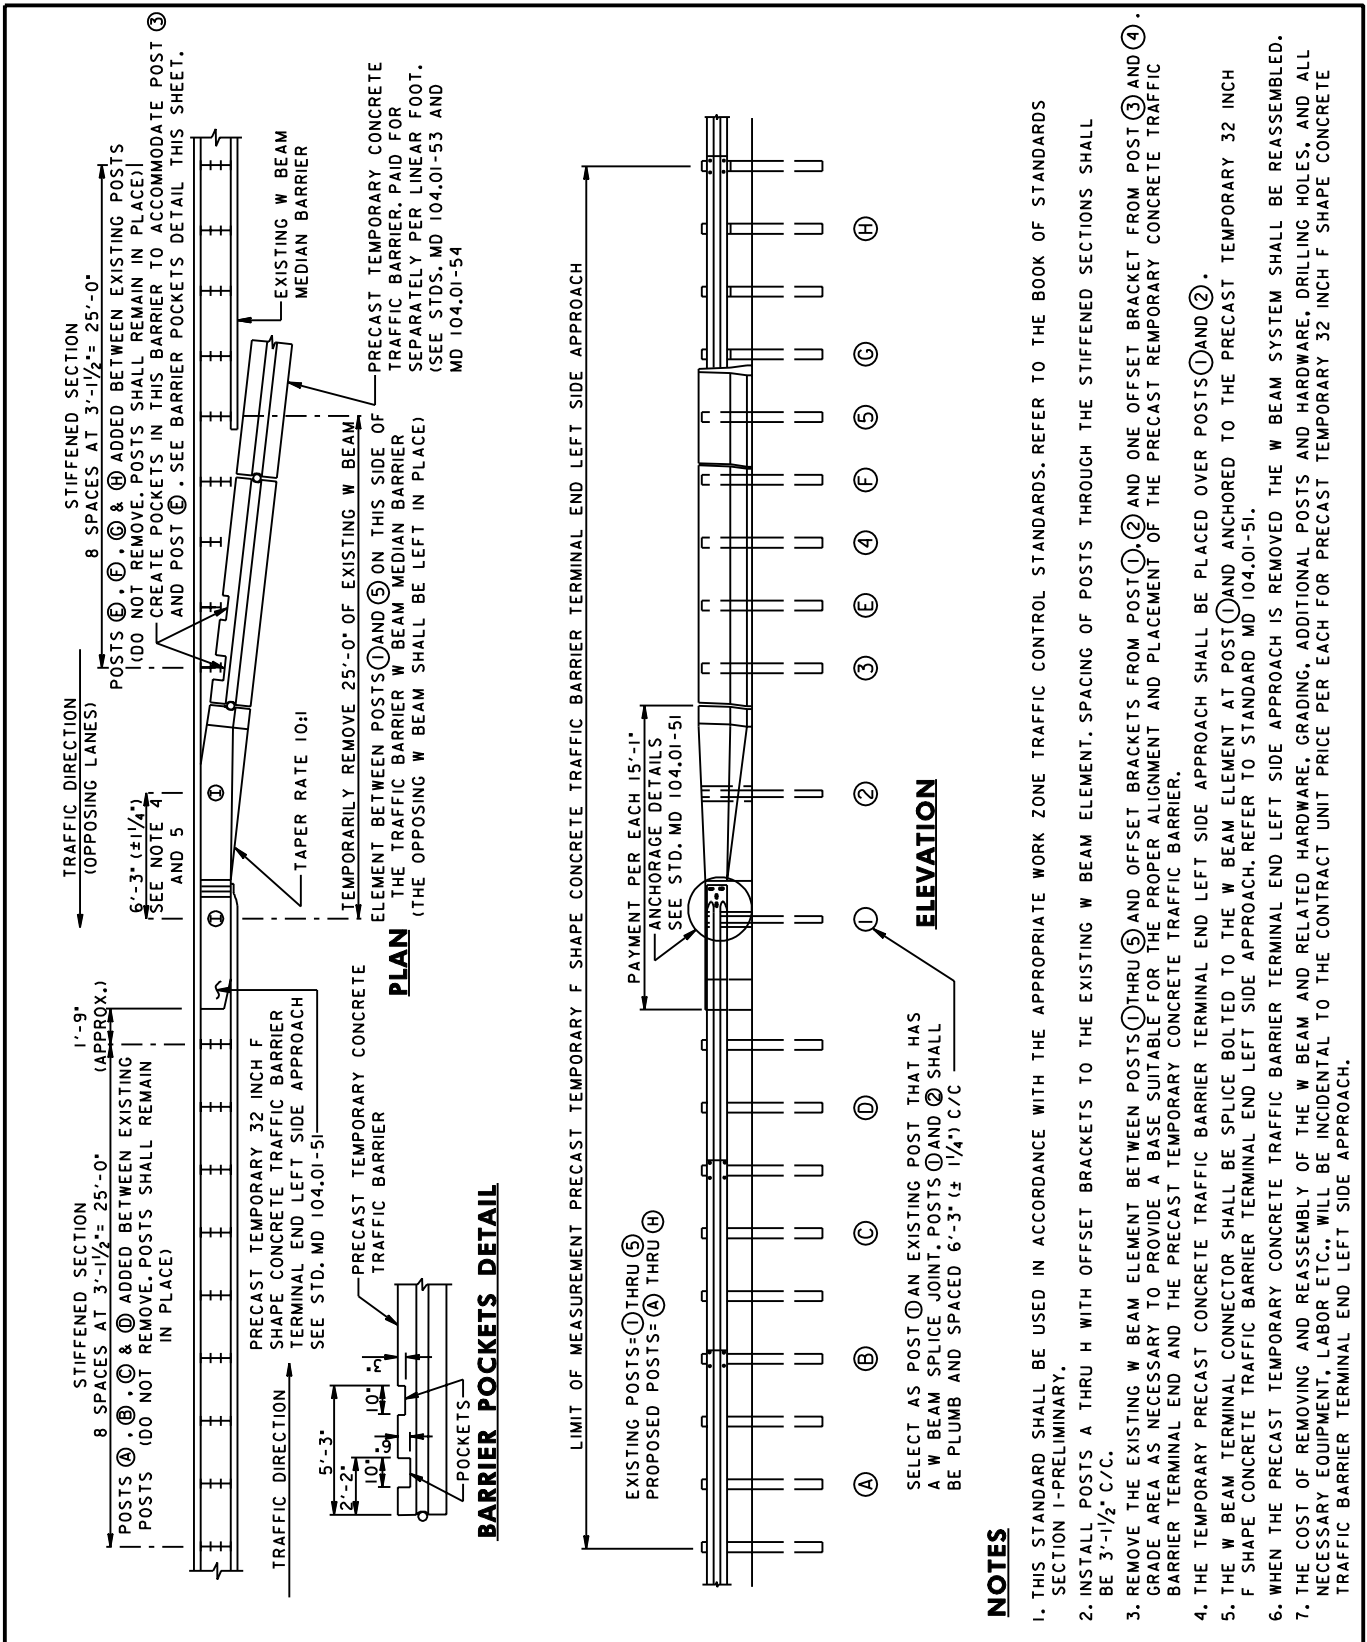 STIFFENED SECTION
8 SPACES AT 3'-1½"= 25'-0"
POSTS Ⓐ, Ⓑ, Ⓒ & Ⓓ ADDED BETWEEN EXISTING
POSTS (DO NOT REMOVE. POSTS SHALL REMAIN
IN PLACE)
1'-9"
(APPROX.)
TRAFFIC DIRECTION
(OPPOSING LANES)
6'-3" (±1¼")
SEE NOTE 4
AND 5
STIFFENED SECTION
8 SPACES AT 3'-1½"= 25'-0"
POSTS Ⓔ, Ⓕ, Ⓖ & Ⓗ ADDED BETWEEN EXISTING POSTS
(DO NOT REMOVE. POSTS SHALL REMAIN IN PLACE)
CREATE POCKETS IN THIS BARRIER TO ACCOMMODATE POST ③
AND POST Ⓔ. SEE BARRIER POCKETS DETAIL THIS SHEET.
TRAFFIC DIRECTION
PRECAST TEMPORARY 32 INCH F
SHAPE CONCRETE TRAFFIC BARRIER
TERMINAL END LEFT SIDE APPROACH
SEE STD. MD 104.01-51
TAPER RATE 10:1
EXISTING W BEAM
MEDIAN BARRIER
TEMPORARILY REMOVE 25'-0" OF EXISTING W BEAM
ELEMENT BETWEEN POSTS ① AND ⑤ ON THIS SIDE OF
THE TRAFFIC BARRIER W BEAM MEDIAN BARRIER
(THE OPPOSING W BEAM SHALL BE LEFT IN PLACE)
PRECAST TEMPORARY CONCRETE
TRAFFIC BARRIER. PAID FOR
SEPARATELY PER LINEAR FOOT.
(SEE STDS. MD 104.01-53 AND
MD 104.01-54
PLAN
5'-3"
2'-2"
10"
6"
10"
3"
PRECAST TEMPORARY CONCRETE
TRAFFIC BARRIER
POCKETS
BARRIER POCKETS DETAIL
LIMIT OF MEASUREMENT PRECAST TEMPORARY F SHAPE CONCRETE TRAFFIC BARRIER TERMINAL END LEFT SIDE APPROACH
EXISTING POSTS= ① THRU ⑤
PROPOSED POSTS= Ⓐ THRU Ⓗ
PAYMENT PER EACH 15'-1"
ANCHORAGE DETAILS
SEE STD. MD 104.01-51
Ⓐ Ⓑ Ⓒ Ⓓ ① ② ③ Ⓔ ④ Ⓕ ⑤ Ⓖ Ⓗ
SELECT AS POST ① AN EXISTING POST THAT HAS
A W BEAM SPLICE JOINT. POSTS ① AND ② SHALL
BE PLUMB AND SPACED 6'-3" (± 1¼") C/C
ELEVATION
NOTES
1. THIS STANDARD SHALL BE USED IN ACCORDANCE WITH THE APPROPRIATE WORK ZONE TRAFFIC CONTROL STANDARDS. REFER TO THE BOOK OF STANDARDS
SECTION 1-PRELIMINARY.
2. INSTALL POSTS A THRU H WITH OFFSET BRACKETS TO THE EXISTING W BEAM ELEMENT. SPACING OF POSTS THROUGH THE STIFFENED SECTIONS SHALL
BE 3'-1½" C/C.
3. REMOVE THE EXISTING W BEAM ELEMENT BETWEEN POSTS ① THRU ⑤ AND OFFSET BRACKETS FROM POST ①, ② AND ONE OFFSET BRACKET FROM POST ③ AND ④.
GRADE AREA AS NECESSARY TO PROVIDE A BASE SUITABLE FOR THE PROPER ALIGNMENT AND PLACEMENT OF THE PRECAST REMPORARY CONCRETE TRAFFIC
BARRIER TERMINAL END AND THE PRECAST TEMPORARY CONCRETE TRAFFIC BARRIER.
4. THE TEMPORARY PRECAST CONCRETE TRAFFIC BARRIER TERMINAL END LEFT SIDE APPROACH SHALL BE PLACED OVER POSTS ① AND ②.
5. THE W BEAM TERMINAL CONNECTOR SHALL BE SPLICE BOLTED TO THE W BEAM ELEMENT AT POST ① AND ANCHORED TO THE PRECAST TEMPORARY 32 INCH
F SHAPE CONCRETE TRAFFIC BARRIER TERMINAL END LEFT SIDE APPROACH. REFER TO STANDARD MD 104.01-51.
6. WHEN THE PRECAST TEMPORARY CONCRETE TRAFFIC BARRIER TERMINAL END LEFT SIDE APPROACH IS REMOVED THE W BEAM SYSTEM SHALL BE REASSEMBLED.
7. THE COST OF REMOVING AND REASSEMBLY OF THE W BEAM AND RELATED HARDWARE, GRADING, ADDITIONAL POSTS AND HARDWARE, DRILLING HOLES, AND ALL
NECESSARY EQUIPMENT, LABOR ETC., WILL BE INCIDENTAL TO THE CONTRACT UNIT PRICE PER EACH FOR PRECAST TEMPORARY 32 INCH F SHAPE CONCRETE
TRAFFIC BARRIER TERMINAL END LEFT SIDE APPROACH.